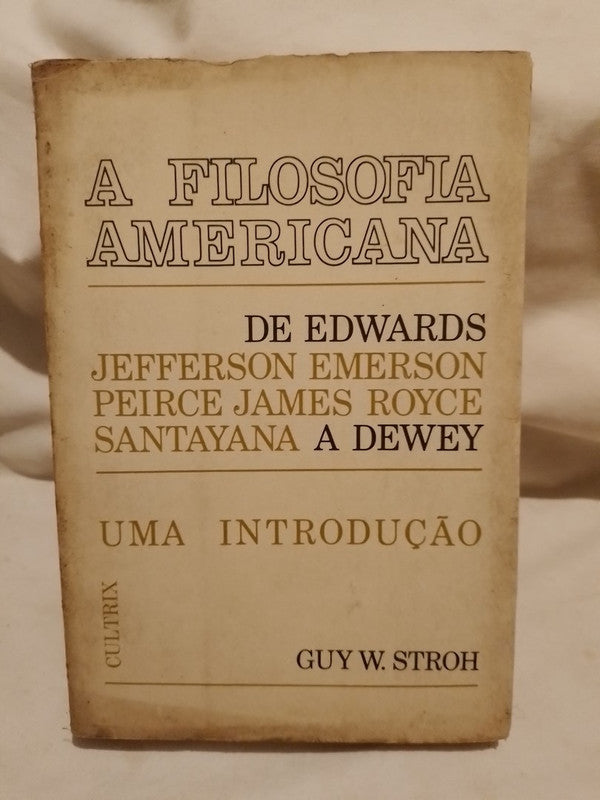 A FILOSOFIA
AMERICANA
DE EDWARDS
JEFFERSON EMERSON
PEIRCE JAMES ROYCE
SANTAYANA A DEWEY
UMA INTRODUÇÃO
CULTRIX
GUY W. STROH